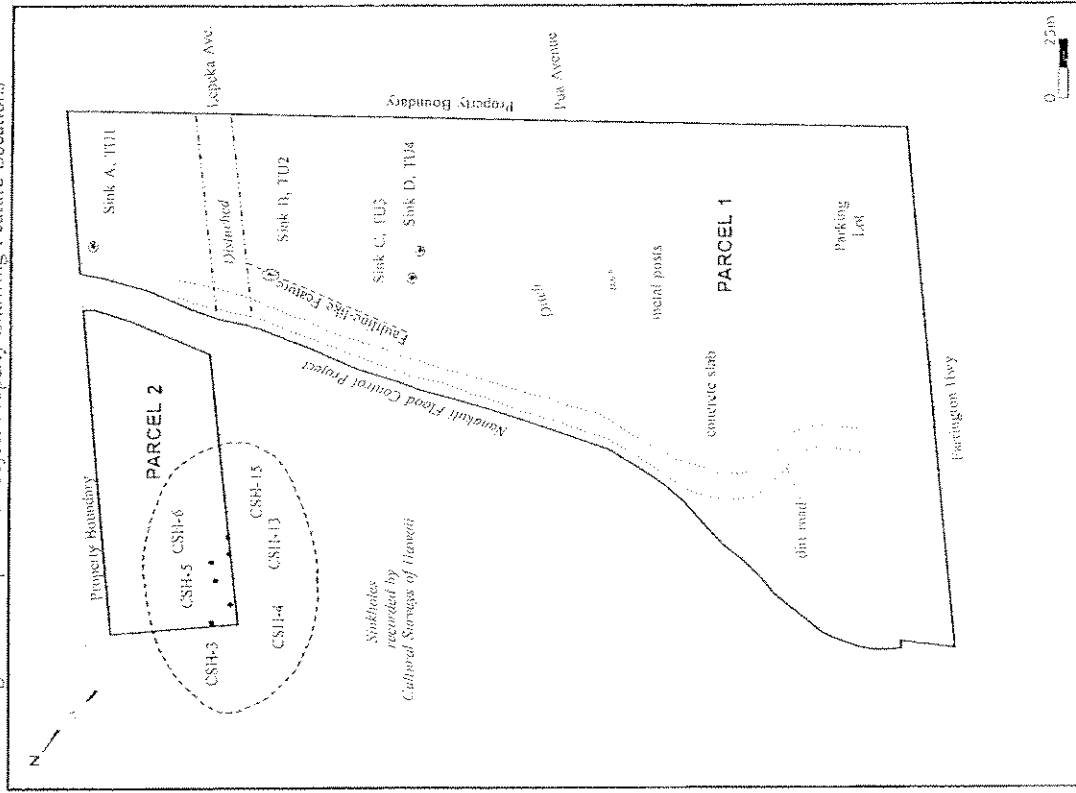 Property Boundary
PARCEL 2
CSH-5 CSH-6
CSH-3
CSH-4
CSH-13
CSH-15
Sinkholes
recorded by
Cultural Surveys of Hawaii
N
Nanakuli Flood Control Project
Faultline-like Feature
Disturbed
Lepeka Ave.
Sink A, TU1
Sink B, TU2
Sink C, TU3
Sink D, TU4
Property Boundary
Pua Avenue
metal posts
PARCEL 1
concrete slab
Parking
Lot
dirt road
Farrington Hwy
0 25m
Feature Locations